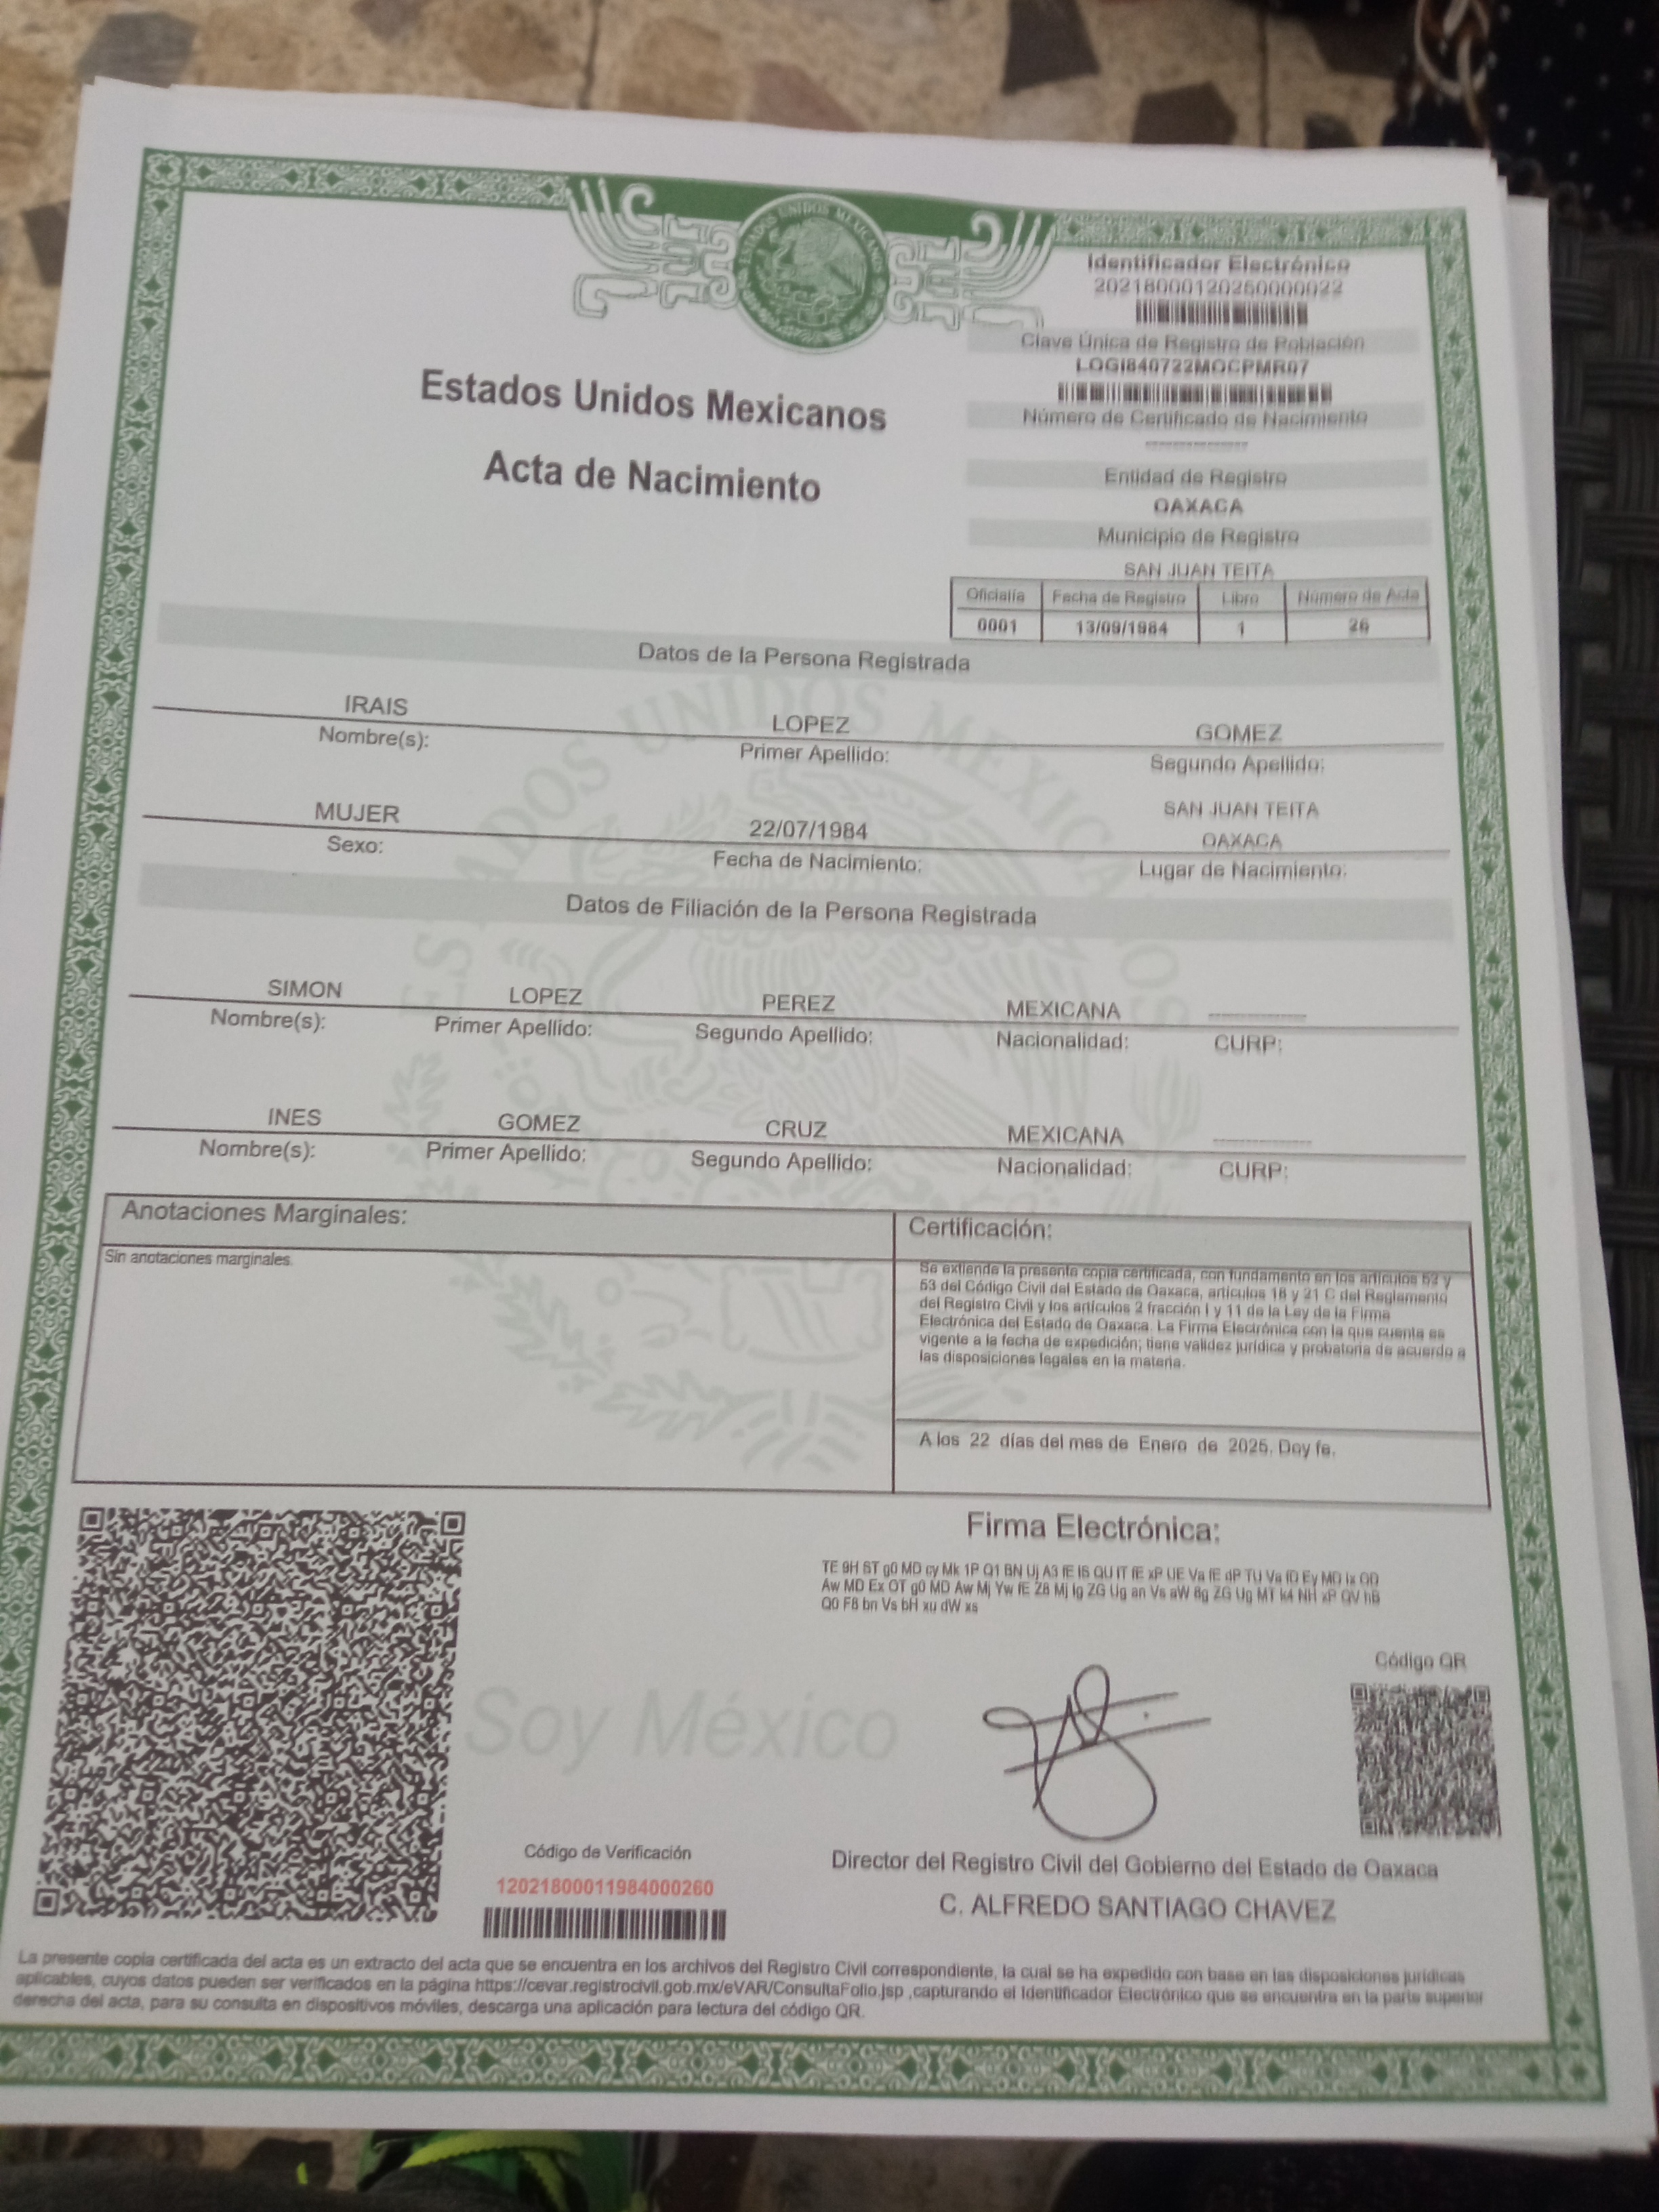 ESTADOS UNIDOS MEXICANOS
Identificador Electrónico
20218000120250000022
Clave Única de Registro de Población
LOGI840722MOCPMR07
Número de Certificado de Nacimiento
Estados Unidos Mexicanos
Acta de Nacimiento
Entidad de Registro
OAXACA
Municipio de Registro
SAN JUAN TEITA
Oficialía Fecha de Registro Libro Número de Acta
0001 13/09/1984 1 26
Datos de la Persona Registrada
IRAIS LOPEZ GOMEZ
Nombre(s): Primer Apellido: Segundo Apellido:
MUJER 22/07/1984 SAN JUAN TEITA
OAXACA
Sexo: Fecha de Nacimiento: Lugar de Nacimiento:
Datos de Filiación de la Persona Registrada
SIMON LOPEZ PEREZ MEXICANA
Nombre(s): Primer Apellido: Segundo Apellido: Nacionalidad: CURP:
INES GOMEZ CRUZ MEXICANA
Nombre(s): Primer Apellido: Segundo Apellido: Nacionalidad: CURP:
Anotaciones Marginales:
Sin anotaciones marginales.
Certificación:
Se extiende la presente copia certificada, con fundamento en los artículos 52 y
53 del Código Civil del Estado de Oaxaca, artículos 18 y 21 C del Reglamento
del Registro Civil y los artículos 2 fracción I y 11 de la Ley de la Firma
Electrónica del Estado de Oaxaca. La Firma Electrónica con la que cuenta es
vigente a la fecha de expedición; tiene validez jurídica y probatoria de acuerdo a
las disposiciones legales en la materia.
A los 22 días del mes de Enero de 2025. Doy fe.
Firma Electrónica:
Código QR
Soy México
Código de Verificación
12021800011984000260
Director del Registro Civil del Gobierno del Estado de Oaxaca
C. ALFREDO SANTIAGO CHAVEZ
La presente copia certificada del acta es un extracto del acta que se encuentra en los archivos del Registro Civil correspondiente, la cual se ha expedido con base en las disposiciones jurídicas
aplicables, cuyos datos pueden ser verificados en la página https://cevar.registrocivil.gob.mx/eVAR/ConsultaFolio.jsp ,capturando el Identificador Electrónico que se encuentra en la parte superior
derecha del acta, para su consulta en dispositivos móviles, descarga una aplicación para lectura del código QR.